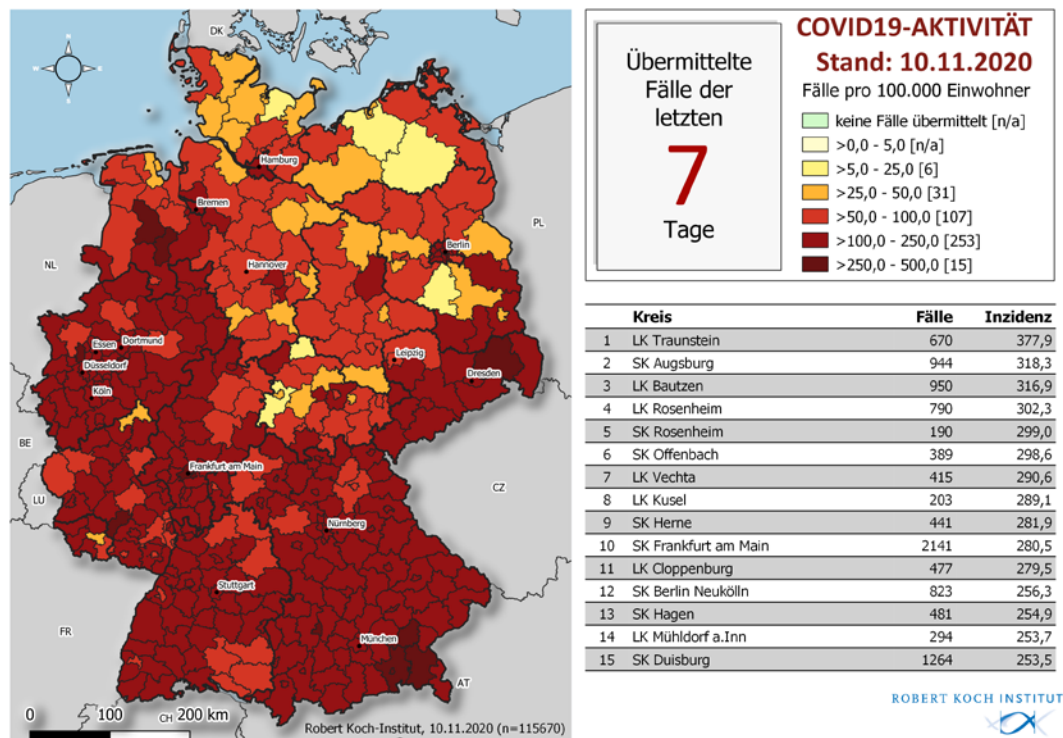 DK
Hamburg
Bremen
PL
Berlin
NL
Hannover
Essen
Dortmund
Düsseldorf
Leipzig
Köln
Dresden
BE
Frankfurt am Main
LU
CZ
Nürnberg
Stuttgart
FR
München
AT
CH
0 100 200 km
Robert Koch-Institut, 10.11.2020 (n=115670)
Übermittelte
Fälle der
letzten
7
Tage
COVID19-AKTIVITÄT
Stand: 10.11.2020
Fälle pro 100.000 Einwohner
keine Fälle übermittelt [n/a]
>0,0 - 5,0 [n/a]
>5,0 - 25,0 [6]
>25,0 - 50,0 [31]
>50,0 - 100,0 [107]
>100,0 - 250,0 [253]
>250,0 - 500,0 [15]
Kreis Fälle Inzidenz
1 LK Traunstein 670 377,9
2 SK Augsburg 944 318,3
3 LK Bautzen 950 316,9
4 LK Rosenheim 790 302,3
5 SK Rosenheim 190 299,0
6 SK Offenbach 389 298,6
7 LK Vechta 415 290,6
8 LK Kusel 203 289,1
9 SK Herne 441 281,9
10 SK Frankfurt am Main 2141 280,5
11 LK Cloppenburg 477 279,5
12 SK Berlin Neukölln 823 256,3
13 SK Hagen 481 254,9
14 LK Mühldorf a.Inn 294 253,7
15 SK Duisburg 1264 253,5
ROBERT KOCH INSTITUT